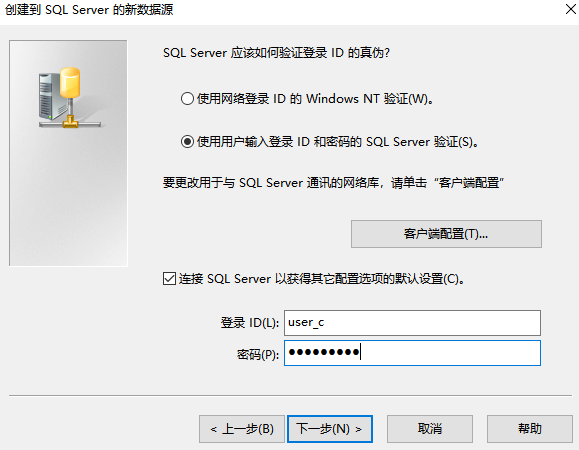 创建到 SQL Server 的新数据源
SQL Server 应该如何验证登录 ID 的真伪?
使用网络登录 ID 的 Windows NT 验证(W)。
使用用户输入登录 ID 和密码的 SQL Server 验证(S)。
要更改用于与 SQL Server 通讯的网络库，请单击“客户端配置”
客户端配置(T)...
连接 SQL Server 以获得其它配置选项的默认设置(C)。
登录 ID(L): user_c
密码(P): ●●●●●●●●●
< 上一步(B) 下一步(N) > 取消 帮助